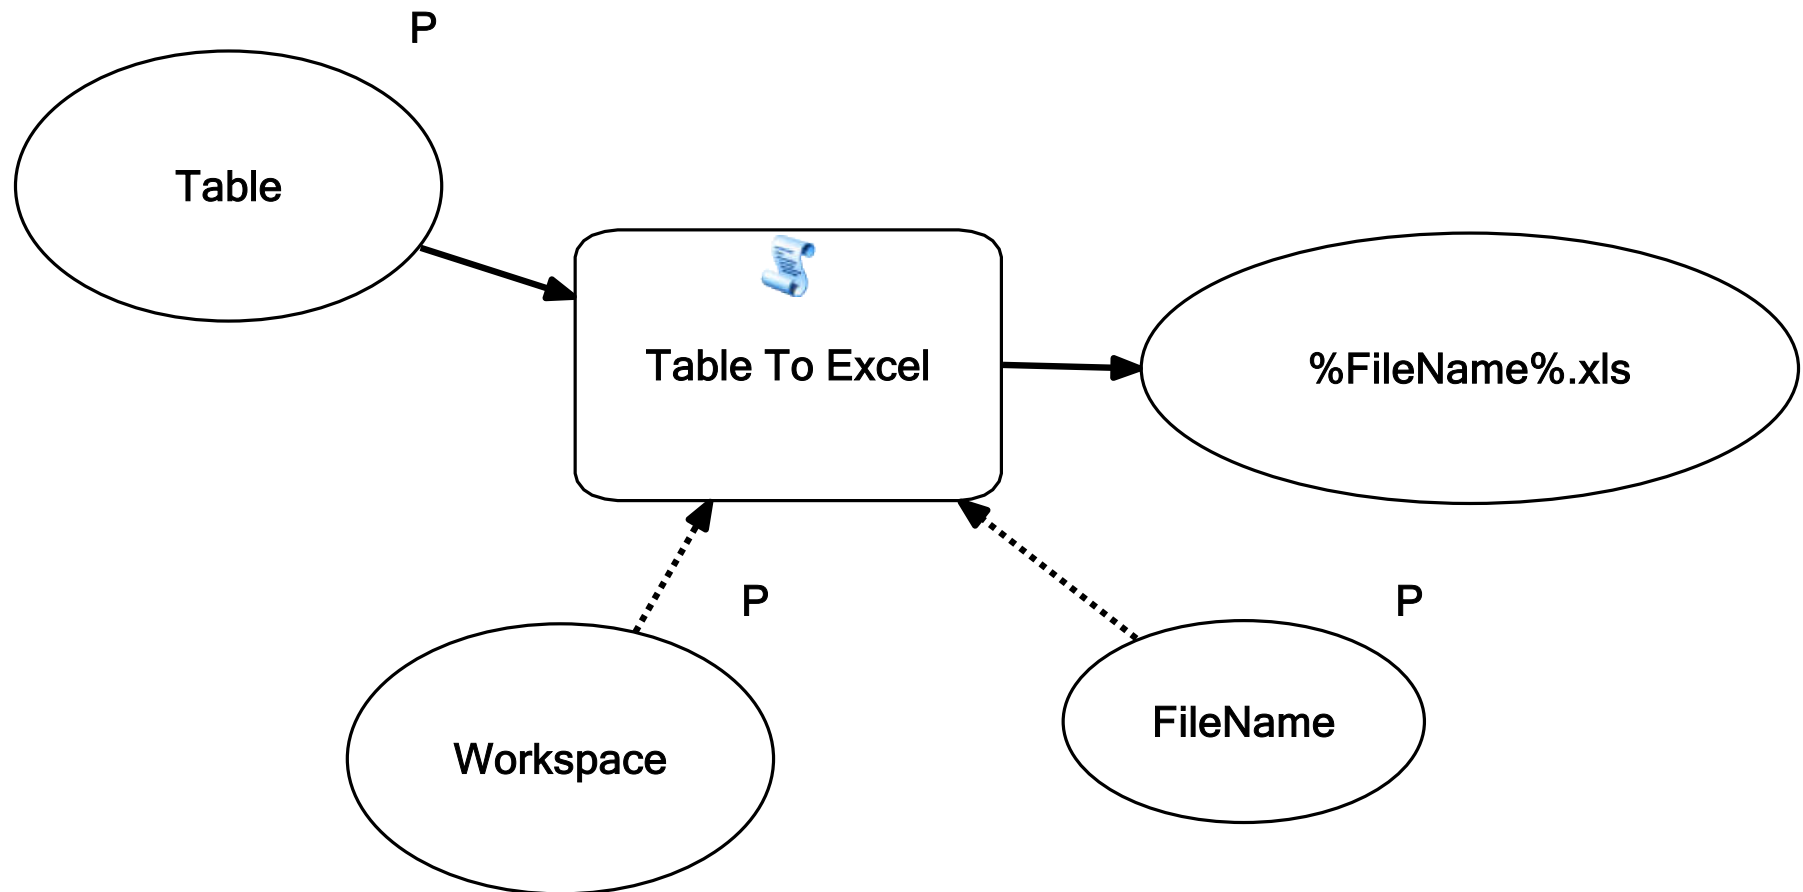 P
Table
Table To Excel
%FileName%.xls
P
P
Workspace
FileName